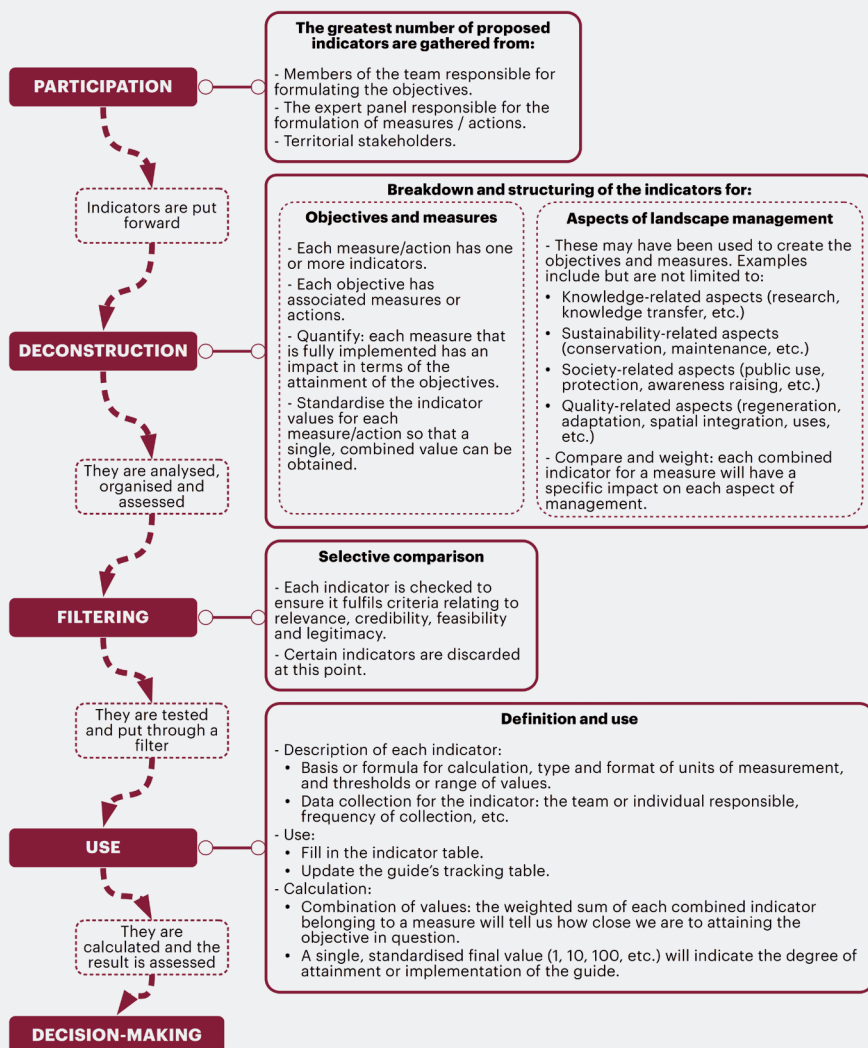 The greatest number of proposed
indicators are gathered from:
- Members of the team responsible for
formulating the objectives.
- The expert panel responsible for the
formulation of measures / actions.
- Territorial stakeholders.
PARTICIPATION
Indicators are put
forward
Breakdown and structuring of the indicators for:
Objectives and measures
- Each measure/action has one
or more indicators.
- Each objective has
associated measures or
actions.
- Quantify: each measure that
is fully implemented has an
impact in terms of the
attainment of the objectives.
- Standardise the indicator
values for each
measure/action so that a
single, combined value can be
obtained.
Aspects of landscape management
- These may have been used to create the
objectives and measures. Examples
include but are not limited to:
• Knowledge-related aspects (research,
knowledge transfer, etc.)
• Sustainability-related aspects
(conservation, maintenance, etc.)
• Society-related aspects (public use,
protection, awareness raising, etc.)
• Quality-related aspects (regeneration,
adaptation, spatial integration, uses,
etc.)
- Compare and weight: each combined
indicator for a measure will have a
specific impact on each aspect of
management.
DECONSTRUCTION
They are analysed,
organised and
assessed
Selective comparison
- Each indicator is checked to
ensure it fulfils criteria relating to
relevance, credibility, feasibility
and legitimacy.
- Certain indicators are discarded
at this point.
FILTERING
They are tested
and put through a
filter
Definition and use
- Description of each indicator:
• Basis or formula for calculation, type and format of units of measurement,
and thresholds or range of values.
• Data collection for the indicator: the team or individual responsible,
frequency of collection, etc.
- Use:
• Fill in the indicator table.
• Update the guide's tracking table.
- Calculation:
• Combination of values: the weighted sum of each combined indicator
belonging to a measure will tell us how close we are to attaining the
objective in question.
• A single, standardised final value (1, 10, 100, etc.) will indicate the degree of
attainment or implementation of the guide.
USE
They are
calculated and the
result is assessed
DECISION-MAKING